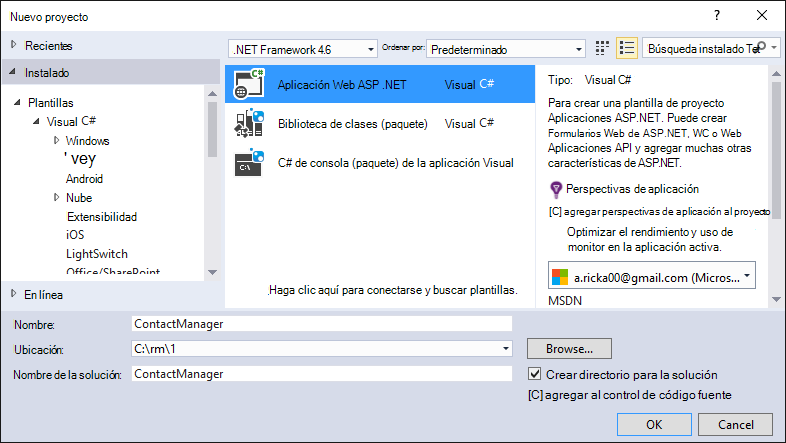 Nuevo proyecto
? 
Recientes
.NET Framework 4.6
Ordenar por:
Predeterminado
Búsqueda instalado Tet
Instalado
Plantillas
Visual C#
Windows
' vey
Android
Nube
Extensibilidad
iOS
LightSwitch
Office/SharePoint
En línea
C#
Aplicación Web ASP .NET Visual C#
Biblioteca de clases (paquete) Visual C#
C:\
C# de consola (paquete) de la aplicación Visual
Haga clic aquí para conectarse y buscar plantillas.
Tipo: Visual C#
Para crear una plantilla de proyecto
Aplicaciones ASP.NET. Puede crear
Formularios Web de ASP.NET, WC o Web
Aplicaciones API y agregar muchas otras
características de ASP.NET.
Perspectivas de aplicación
[C] agregar perspectivas de aplicación al proyecto
Optimizar el rendimiento y uso de
monitor en la aplicación activa.
a.ricka00@gmail.com (Micros...
MSDN
Nombre: ContactManager
Ubicación: C:\rm\1
Browse...
Nombre de la solución: ContactManager
Crear directorio para la solución
[C] agregar al control de código fuente
OK
Cancel